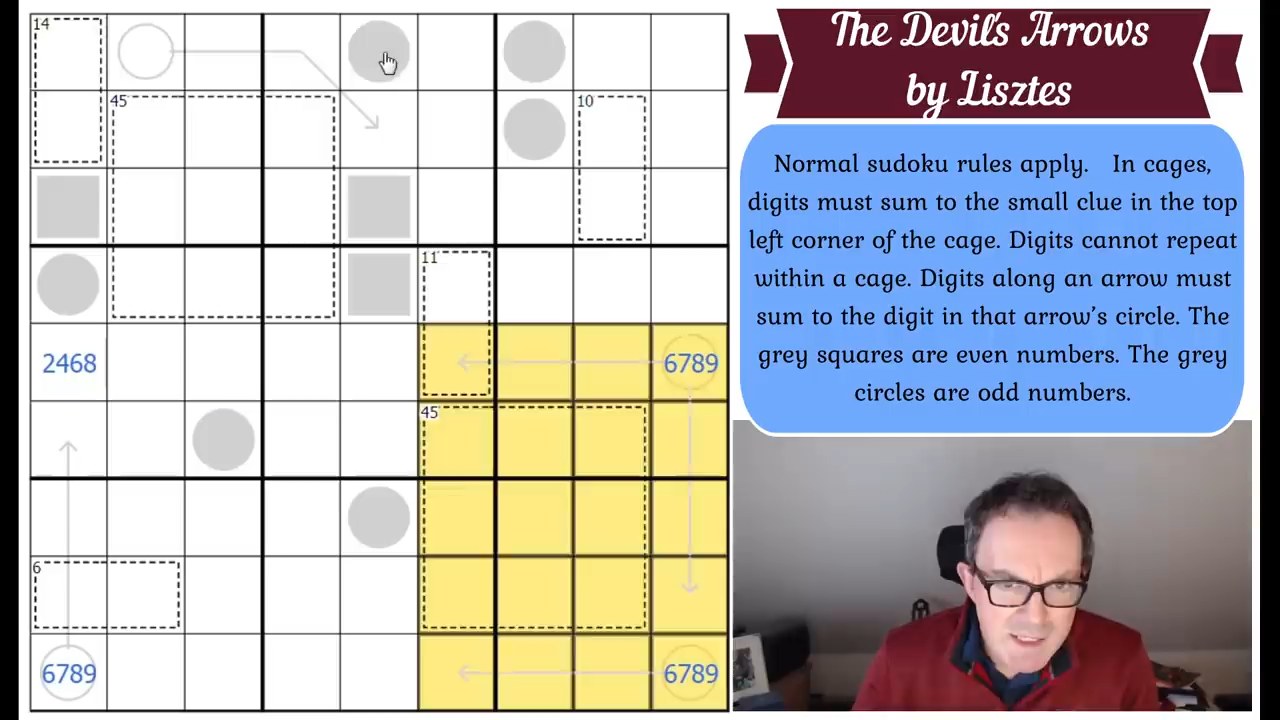 The Devil's Arrows
by Lisztes
Normal sudoku rules apply. In cages,
digits must sum to the small clue in the top
left corner of the cage. Digits cannot repeat
within a cage. Digits along an arrow must
sum to the digit in that arrow's circle. The
grey squares are even numbers. The grey
circles are odd numbers.
14
45
10
11
2468
6789
45
6
6789
6789